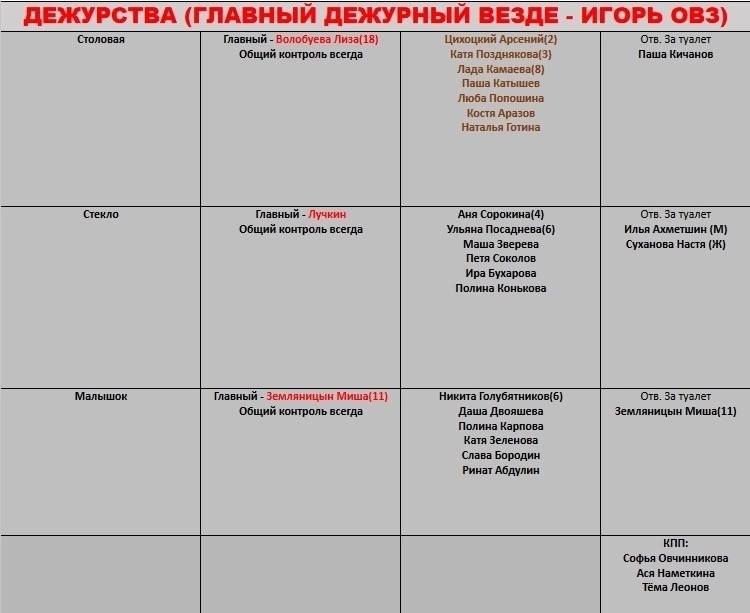 ДЕЖУРСТВА (ГЛАВНЫЙ ДЕЖУРНЫЙ ВЕЗДЕ - ИГОРЬ ОВЗ)
Столовая
Главный - Волобуева Лиза(18)
Общий контроль всегда
Цихоцкий Арсений(2)
Катя Позднякова(3)
Лада Камаева(8)
Паша Катышев
Люба Попошина
Костя Аразов
Наталья Готина
Отв. За туалет
Паша Кичанов
Стекло
Главный - Лучкин
Общий контроль всегда
Аня Сорокина(4)
Ульяна Посаднева(6)
Маша Зверева
Петя Соколов
Ира Бухарова
Полина Конькова
Отв. За туалет
Илья Ахметшин (М)
Суханова Настя (Ж)
Малышок
Главный - Земляницын Миша(11)
Общий контроль всегда
Никита Голубятников(6)
Даша Двояшева
Полина Карпова
Катя Зеленова
Слава Бородин
Ринат Абдулин
Отв. За туалет
Земляницын Миша(11)
КПП:
Софья Овчинникова
Ася Наметкина
Тёма Леонов